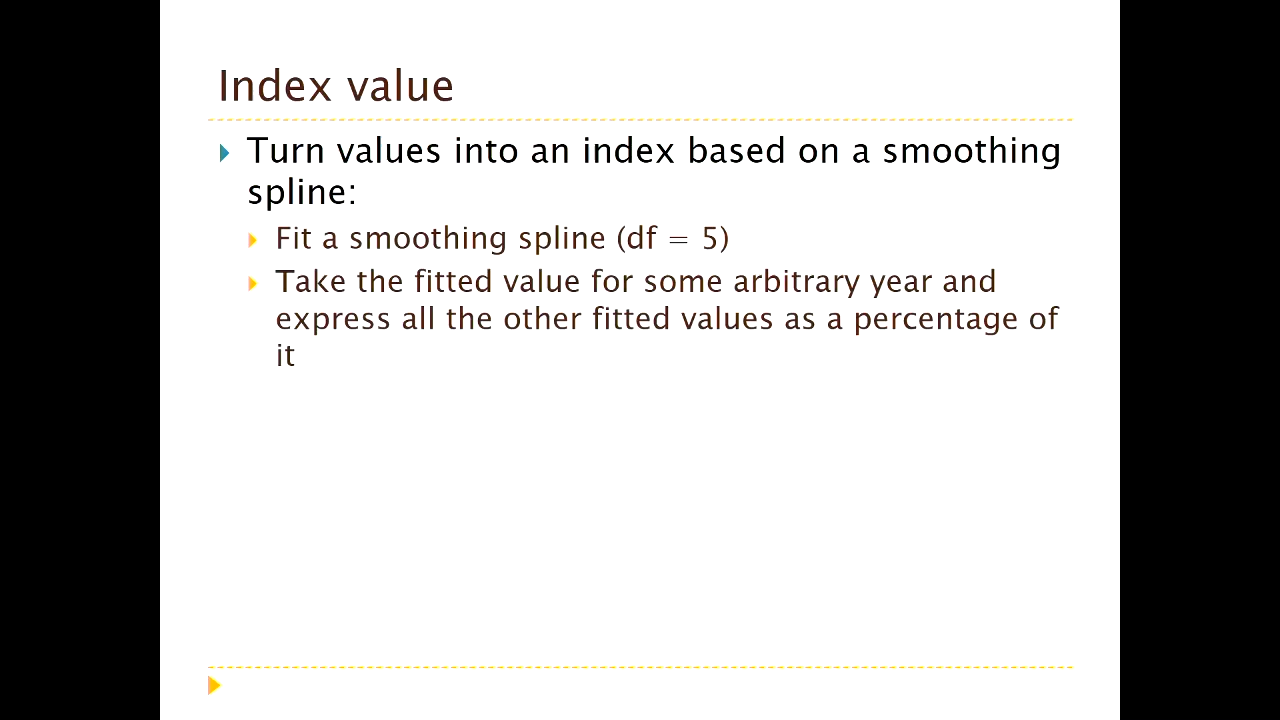 Index value
Turn values into an index based on a smoothing
spline:
Fit a smoothing spline (df = 5)
Take the fitted value for some arbitrary year and
express all the other fitted values as a percentage of
it